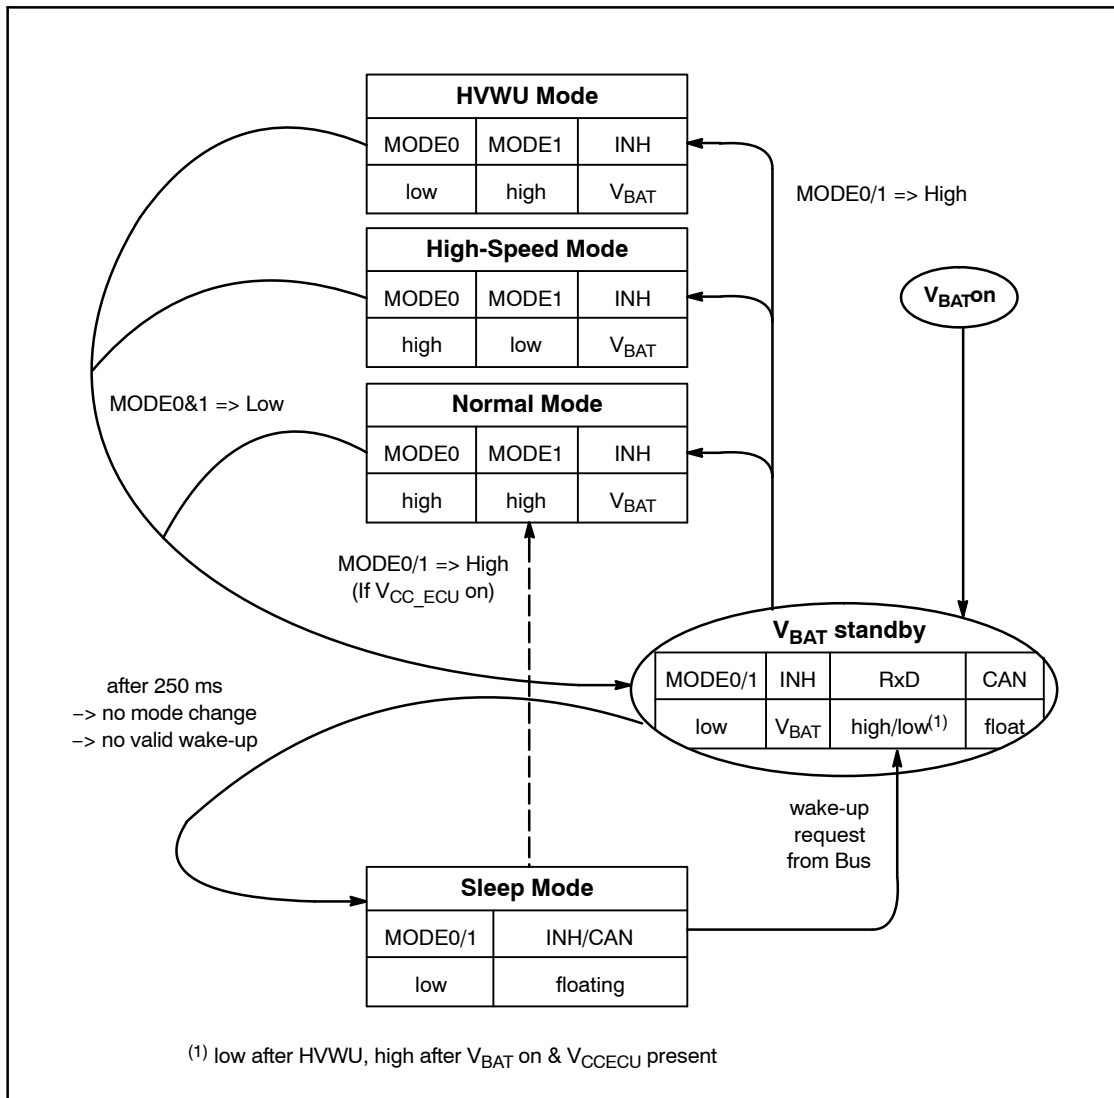 HVWU Mode
MODE0 MODE1 INH
low high VBAT
MODE0/1 => High
High-Speed Mode
MODE0 MODE1 INH
high low VBAT
VBATon
MODE0&1 => Low
Normal Mode
MODE0 MODE1 INH
high high VBAT
MODE0/1 => High
(If VCC_ECU on)
VBAT standby
MODE0/1 INH RxD CAN
low VBAT high/low(1) float
after 250 ms
−> no mode change
−> no valid wake-up
wake-up
request
from Bus
Sleep Mode
MODE0/1 INH/CAN
low floating
(1) low after HVWU, high after VBAT on & VCCECU present